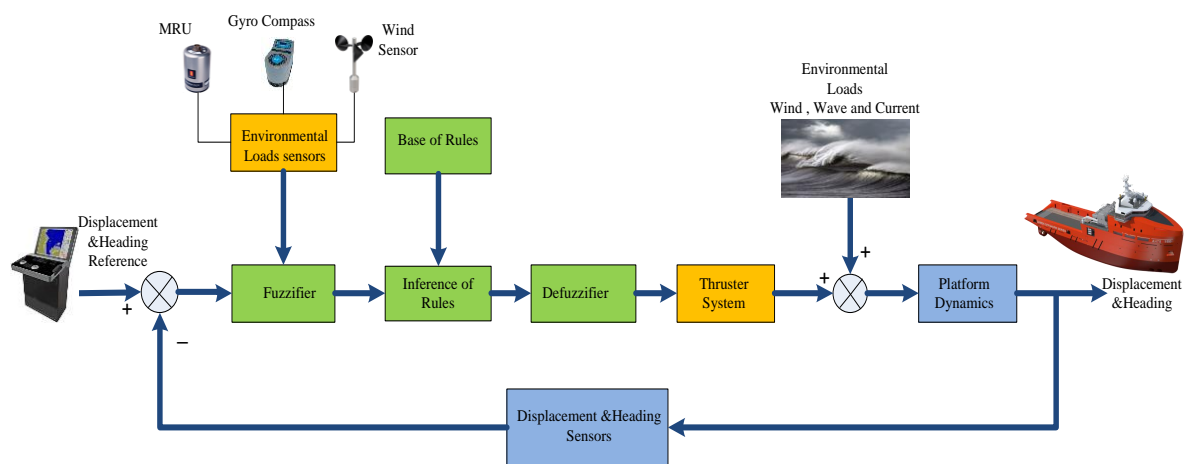 MRU
Gyro Compass
Wind
Sensor
Environmental
Loads sensors
Base of Rules
Environmental
Loads
Wind , Wave and Current
Displacement
&Heading
Reference
+
−
Fuzzifier
Inference of
Rules
Defuzzifier
Thruster
System
+
+
Platform
Dynamics
Displacement
&Heading
Displacement &Heading
Sensors